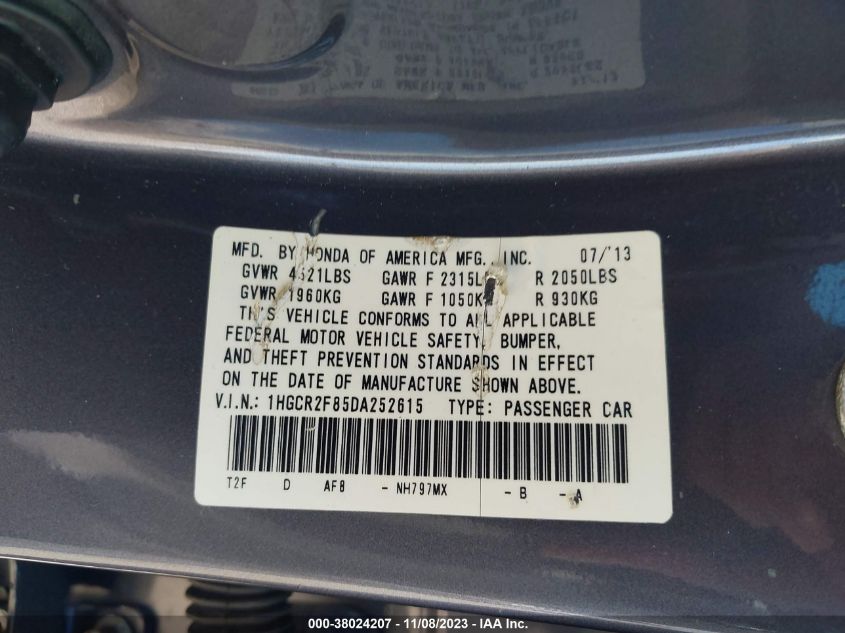 MFD. BY HONDA OF AMERICA MFG., INC. 07/'13
GVWR 4321LBS GAWR F 2315L R 2050LBS
GVWR 1960KG GAWR F 1050K R 930KG
THIS VEHICLE CONFORMS TO ALL APPLICABLE
FEDERAL MOTOR VEHICLE SAFETY, BUMPER,
AND THEFT PREVENTION STANDARDS IN EFFECT
ON THE DATE OF MANUFACTURE SHOWN ABOVE.
V.I.N.: 1HGCR2F85DA252615 TYPE: PASSENGER CAR
T2F D AF8 - NH797MX - B - A
000-38024207 - 11/08/2023 - IAA Inc.